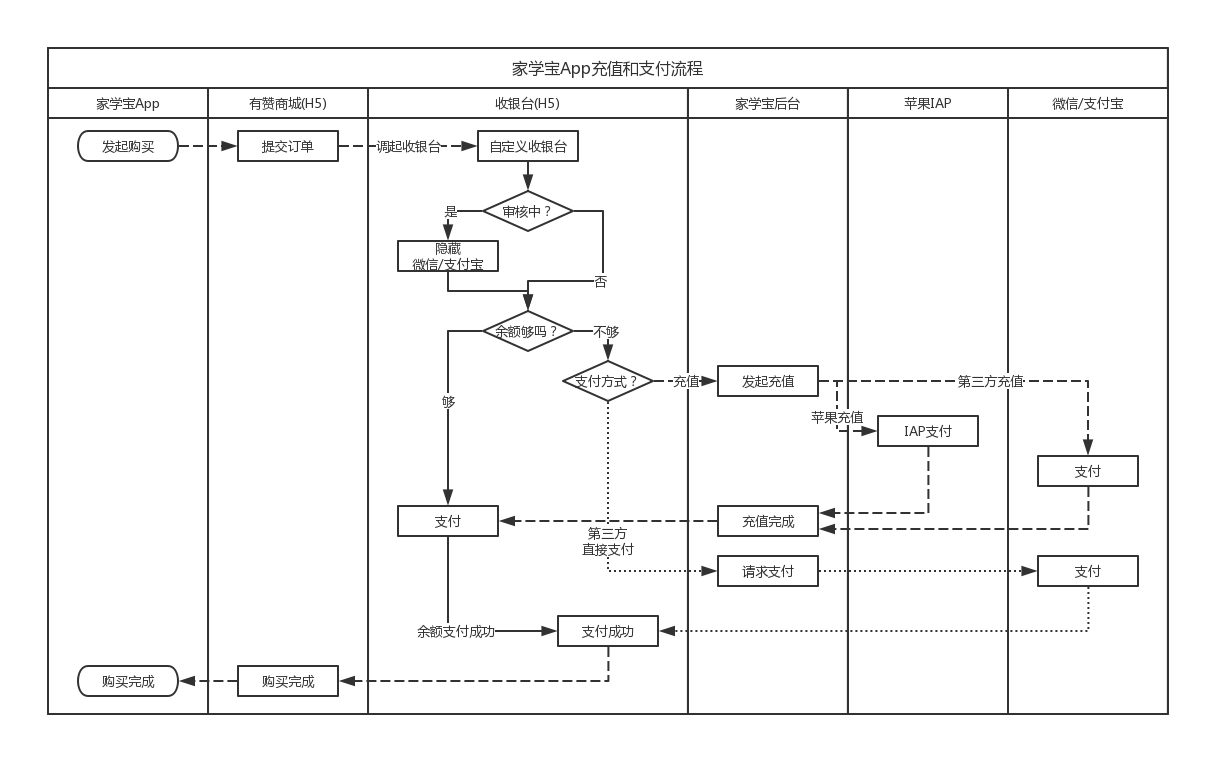 家学宝App充值和支付流程
家学宝App
有赞商城(H5)
收银台(H5)
家学宝后台
苹果IAP
微信/支付宝
发起购买
提交订单
调起收银台
自定义收银台
审核中？
是
隐藏
微信/支付宝
否
余额够吗？
不够
支付方式？
充值
发起充值
第三方充值
够
苹果充值
IAP支付
支付
支付
充值完成
第三方
直接支付
请求支付
支付
余额支付成功
支付成功
购买完成
购买完成